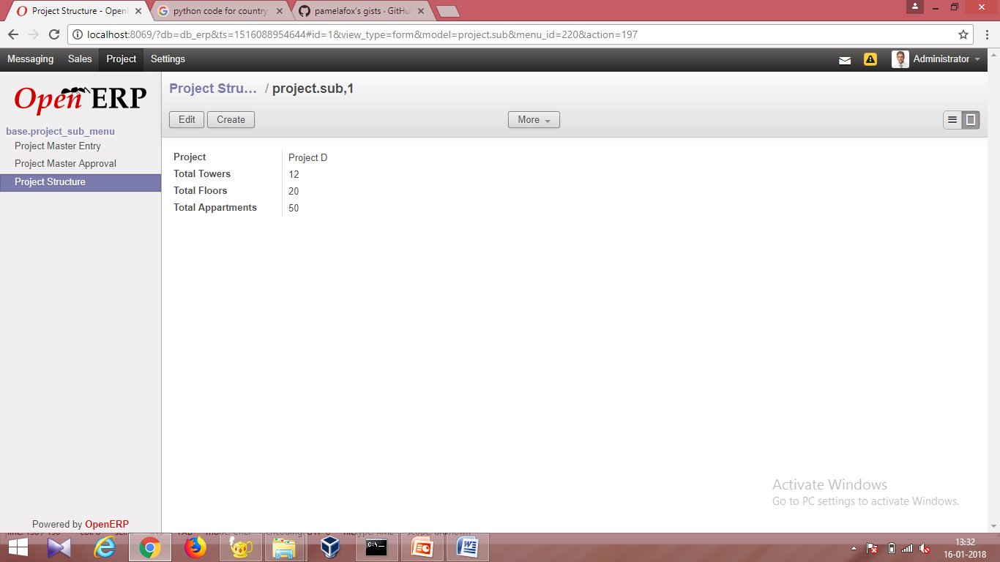 Project Structure - Open
python code for country
pamelafox's gists · GitHu
localhost:8069/?db=db_erp&ts=1516088954644#id=1&view_type=form&model=project.sub&menu_id=220&action=197
Messaging Sales Project Settings Administrator
Open ERP
Project Stru... / project.sub,1
Edit Create More
base.project_sub_menu
Project Master Entry
Project Master Approval
Project Structure
Project Project D
Total Towers 12
Total Floors 20
Total Appartments 50
Activate Windows
Go to PC settings to activate Windows.
Powered by OpenERP
C:\_
13:32
16-01-2018